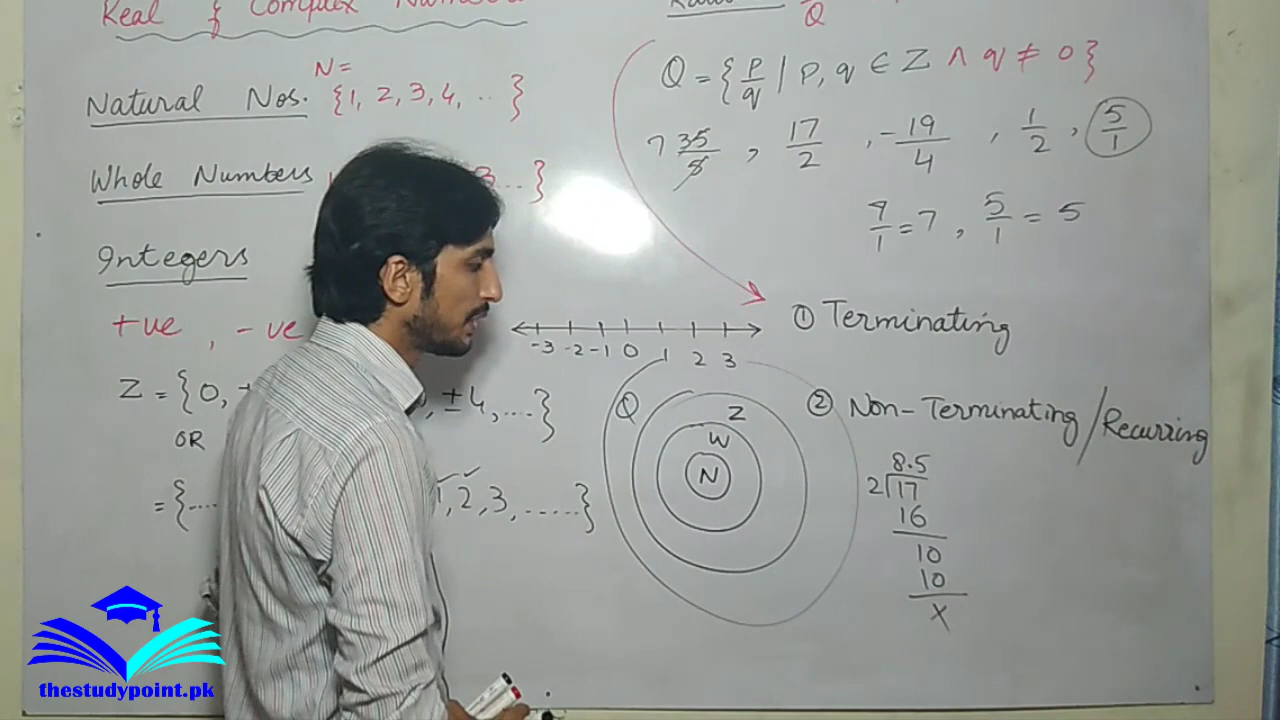 Real & Complex Numbers
Natural Nos.
N=
{1, 2, 3, 4, .. }
Whole Numbers
3 ... }
Integers
+ve , -ve
Z = {0, ± , ±4, ....}
OR
= {.... 1, 2, 3, ......}
Q
Q = { p/q | p, q ∈ Z ∧ q ≠ 0 }
7 35/5 , 17/2 , -19/4 , 1/2 , 5/1
7/1 = 7 , 5/1 = 5
-3 -2 -1 0 1 2 3
① Terminating
② Non-Terminating / Recurring
Q
Z
W
N
8.5
2 17
16
10
10
x
thestudypoint.pk